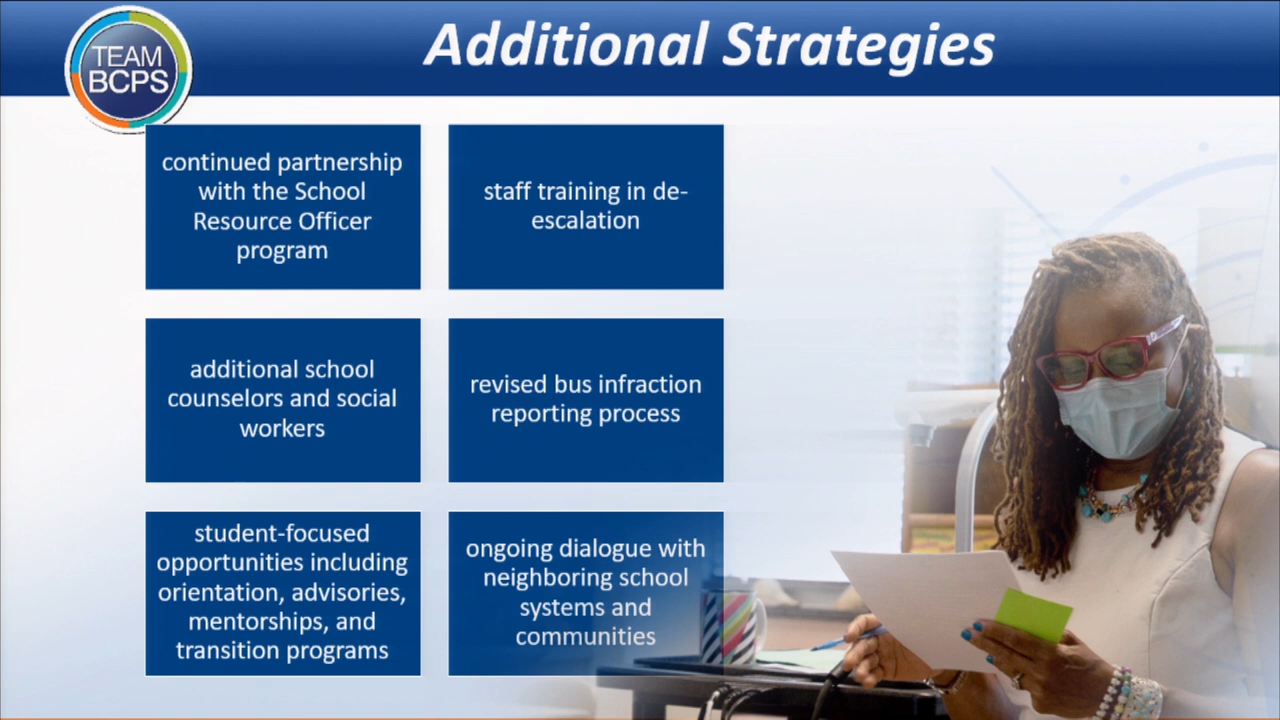 TEAM
BCPS
Additional Strategies
continued partnership
with the School
Resource Officer
program
staff training in de-
escalation
additional school
counselors and social
workers
revised bus infraction
reporting process
student-focused
opportunities including
orientation, advisories,
mentorships, and
transition programs
ongoing dialogue with
neighboring school
systems and
communities